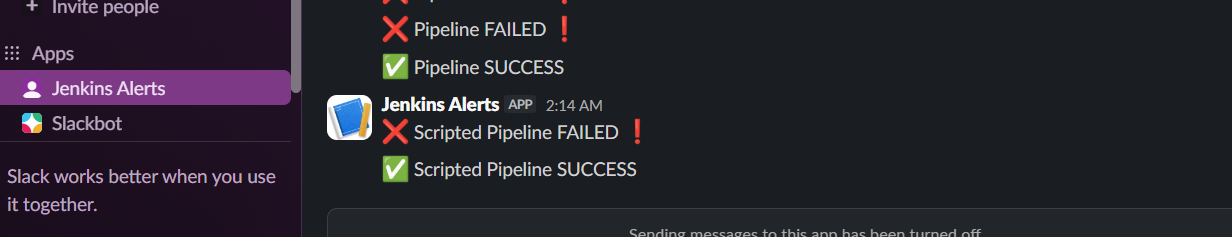 + Invite people
Apps
Jenkins Alerts
Slackbot
Slack works better when you use
it together.
❌ Pipeline FAILED ❗
✅ Pipeline SUCCESS
Jenkins Alerts APP 2:14 AM
❌ Scripted Pipeline FAILED ❗
✅ Scripted Pipeline SUCCESS
Sending messages to this app has been turned off